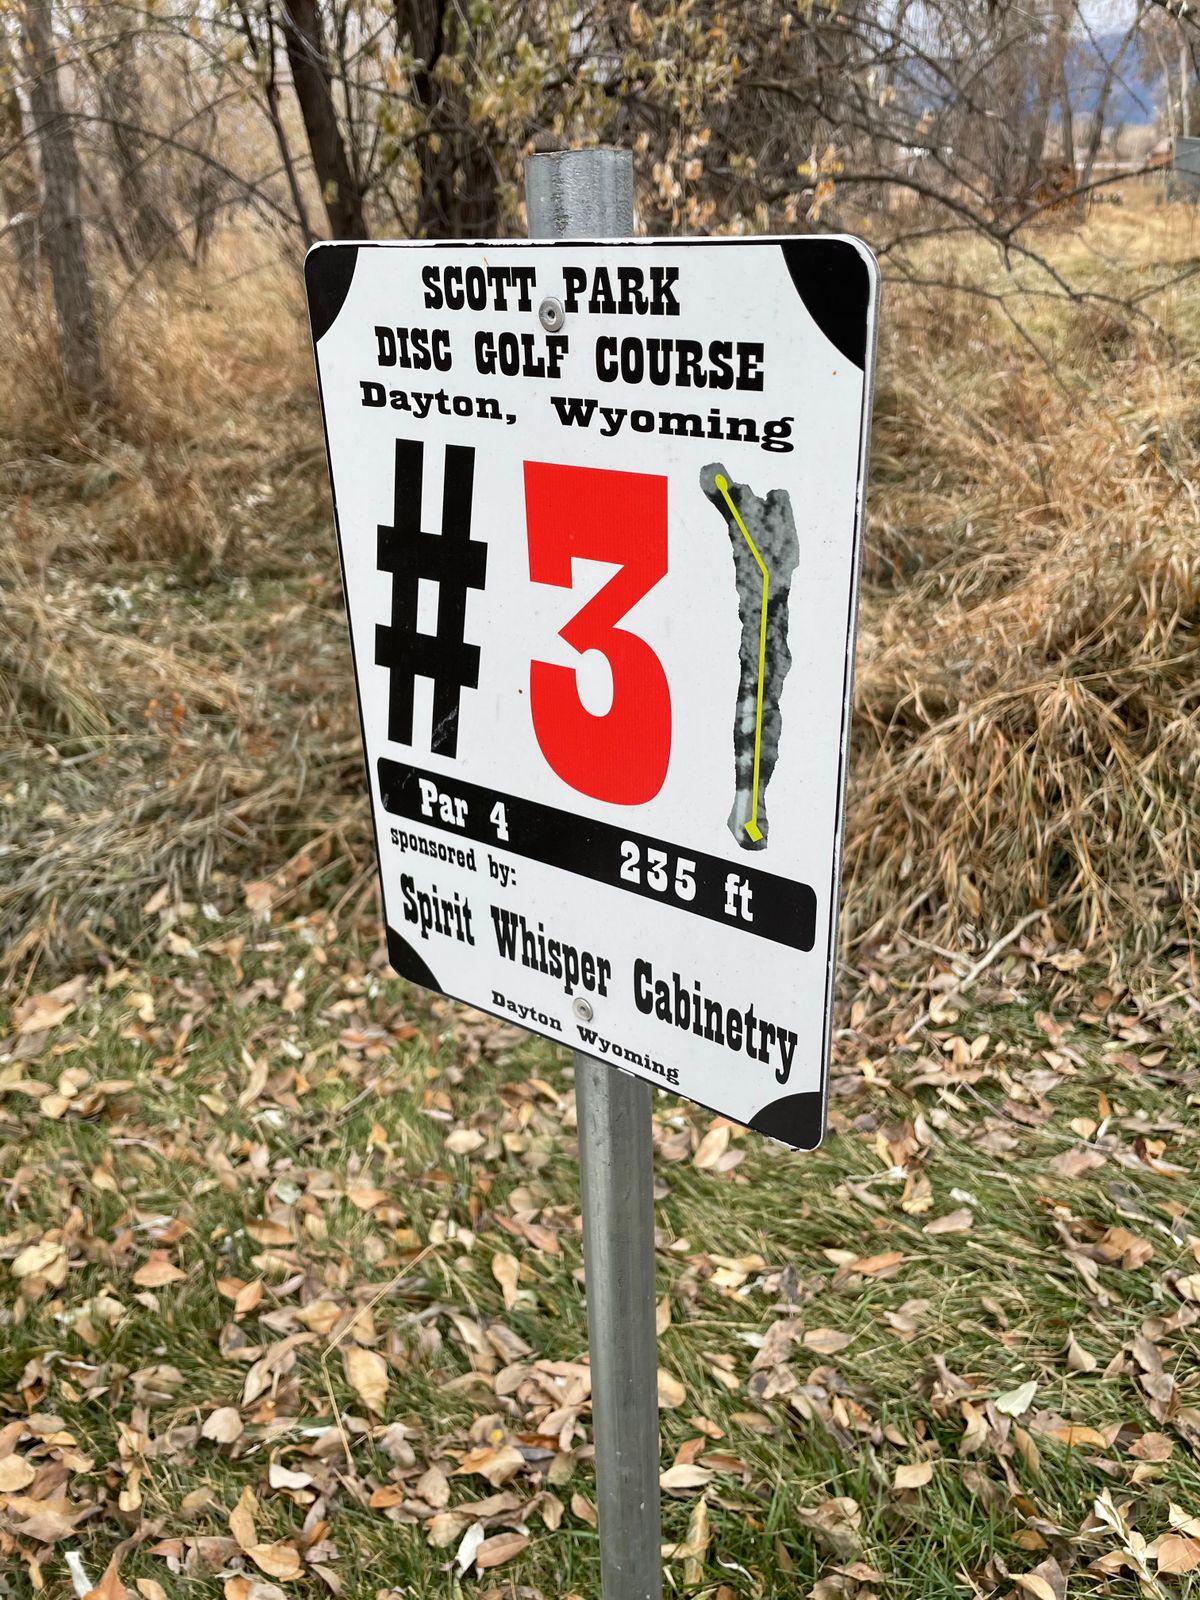 SCOTT PARK
DISC GOLF COURSE
Dayton, Wyoming
#3
Par 4 235 ft
sponsored by:
Spirit Whisper Cabinetry
Dayton Wyoming